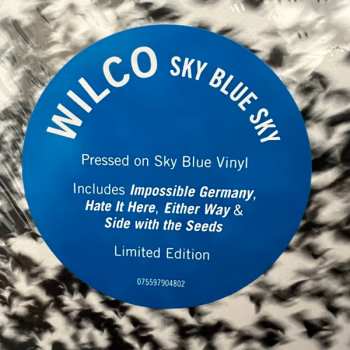 WILCO SKY BLUE SKY
Pressed on Sky Blue Vinyl
Includes Impossible Germany,
Hate It Here, Either Way &
Side with the Seeds
Limited Edition
075597904802